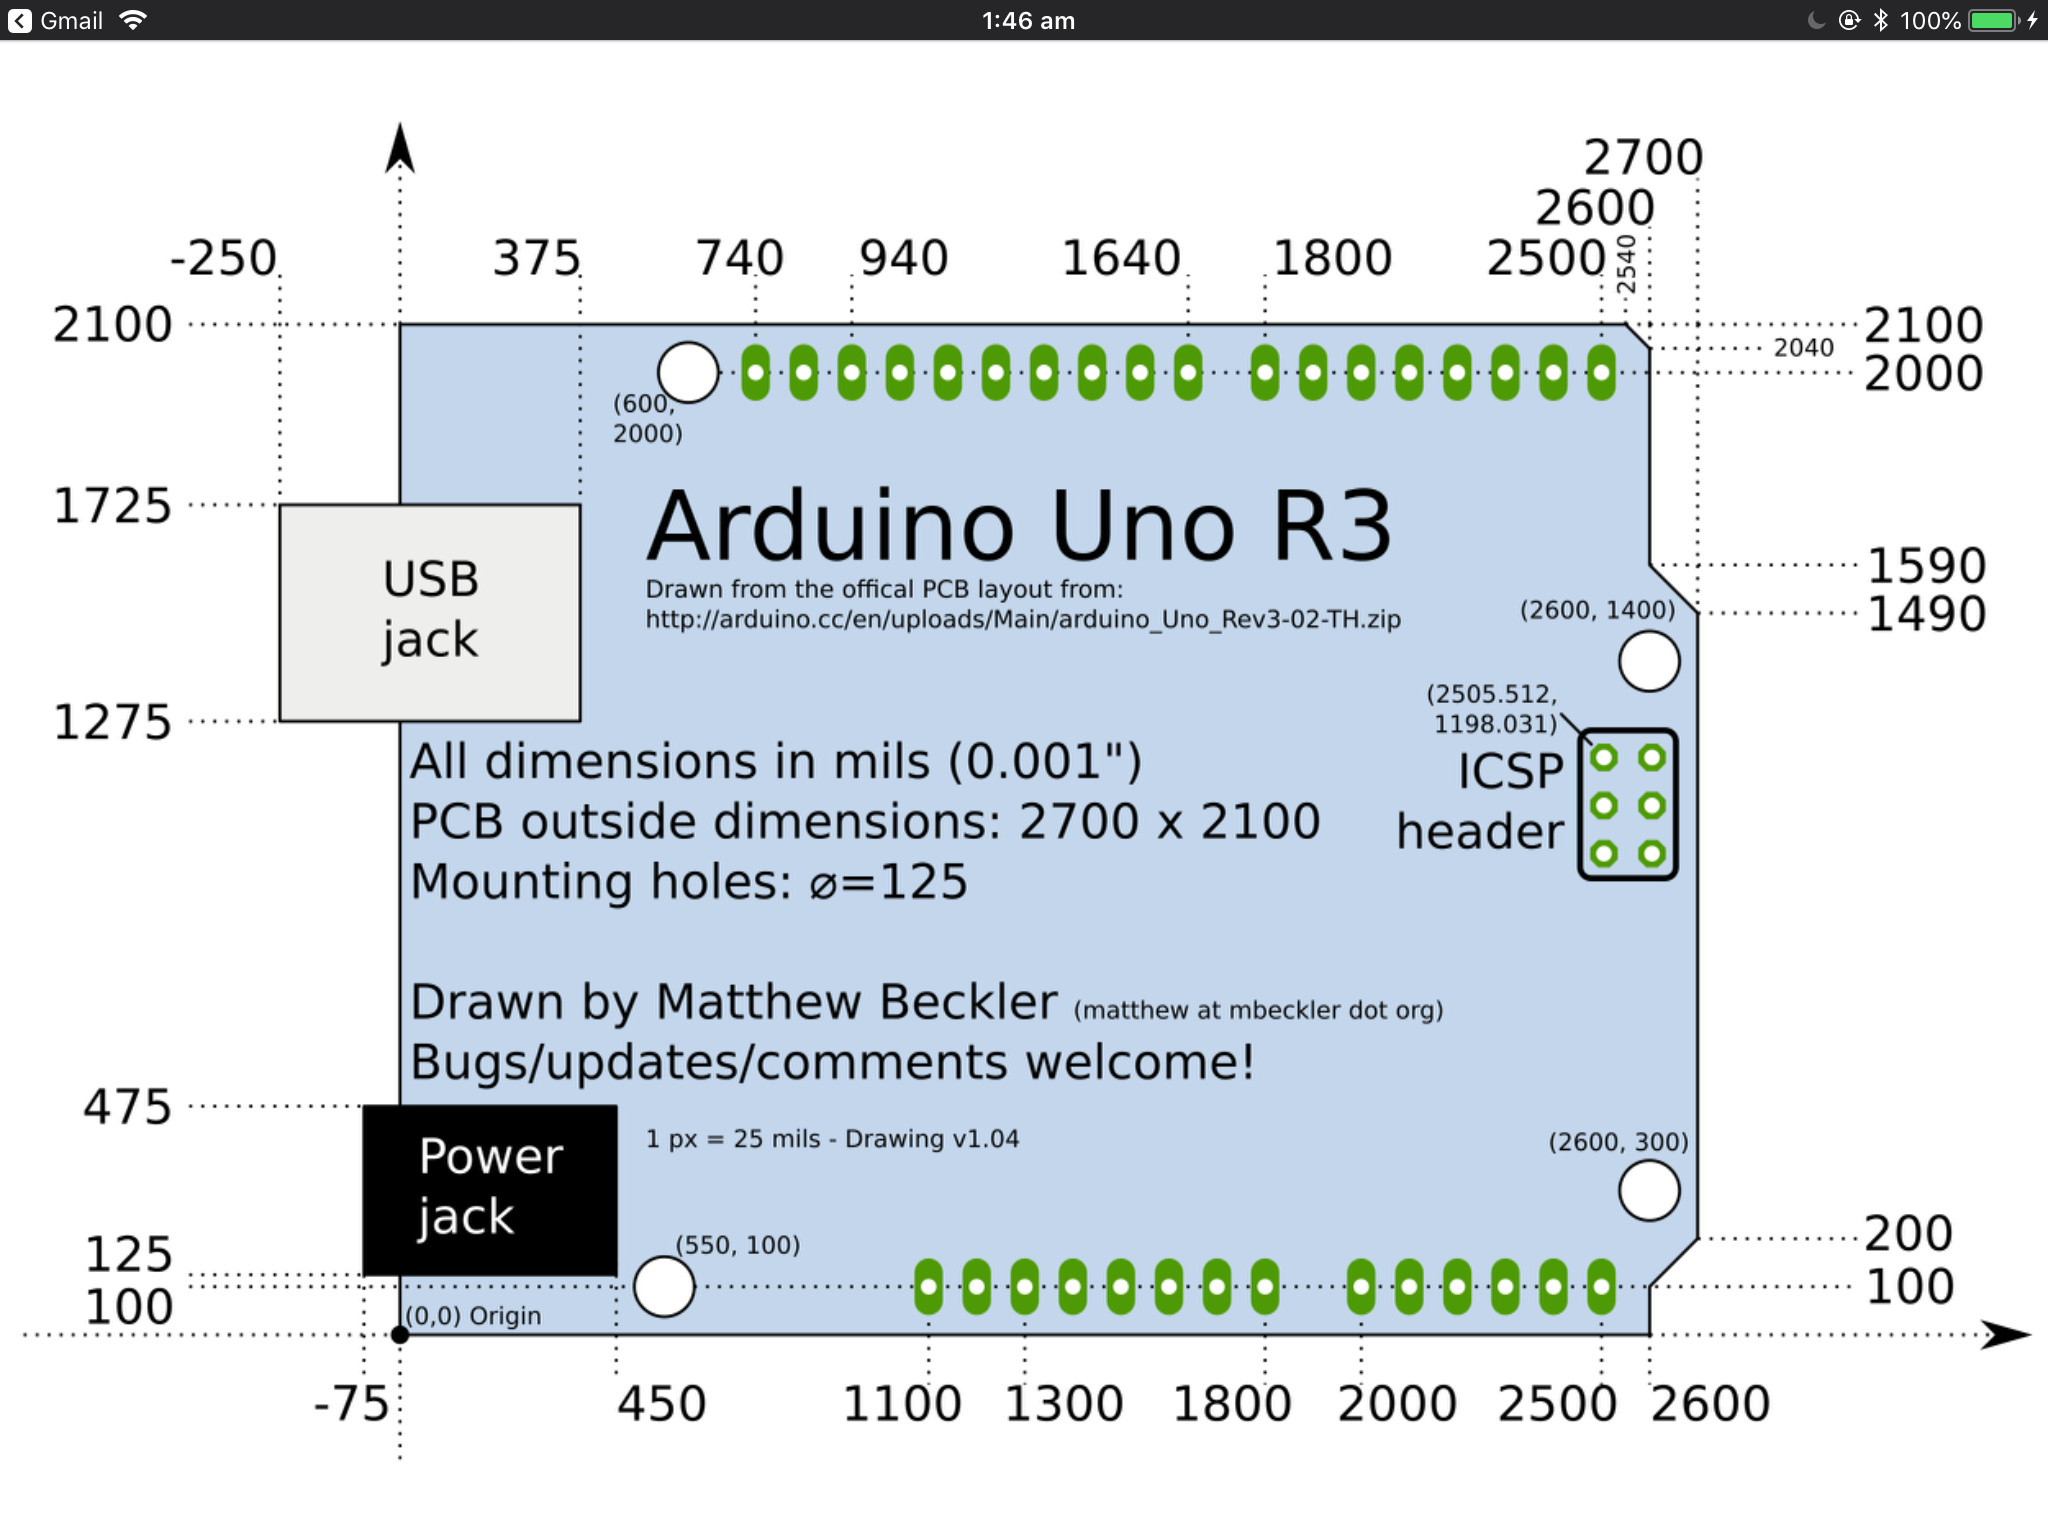 Gmail
1:46 am
100%
2700
2600
-250
375
740
940
1640
1800
2500
2540
2100
2100
2040
2000
(600,
2000)
1725
USB
jack
Arduino Uno R3
Drawn from the offical PCB layout from:
http://arduino.cc/en/uploads/Main/arduino_Uno_Rev3-02-TH.zip
1590
1490
(2600, 1400)
1275
(2505.512,
1198.031)
ICSP
header
All dimensions in mils (0.001")
PCB outside dimensions: 2700 x 2100
Mounting holes: ⌀=125
Drawn by Matthew Beckler (matthew at mbeckler dot org)
Bugs/updates/comments welcome!
475
Power
jack
1 px = 25 mils - Drawing v1.04
(2600, 300)
125
100
(550, 100)
200
100
(0,0) Origin
-75
450
1100
1300
1800
2000
2500
2600